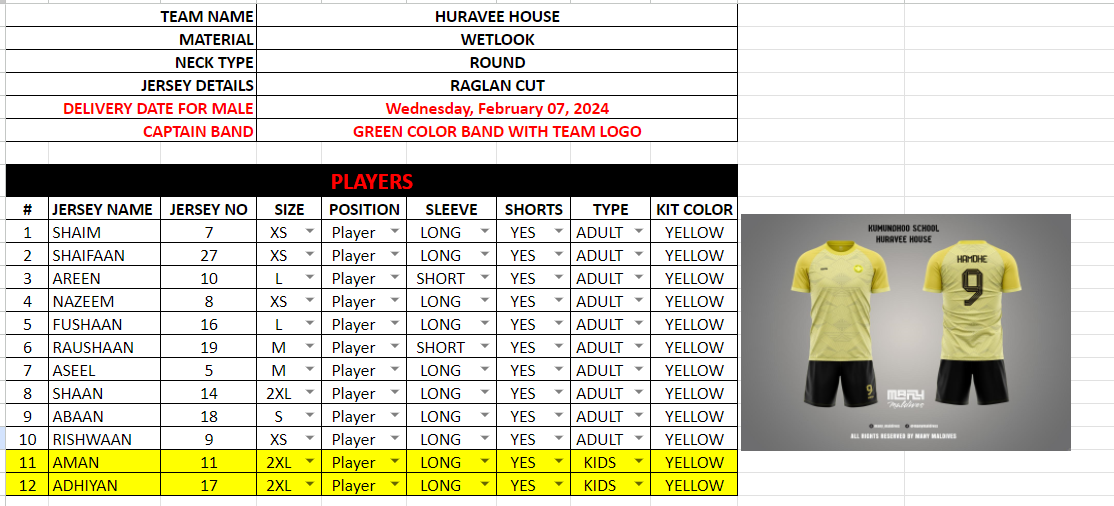 TEAM NAME HURAVEE HOUSE
MATERIAL WETLOOK
NECK TYPE ROUND
JERSEY DETAILS RAGLAN CUT
DELIVERY DATE FOR MALE Wednesday, February 07, 2024
CAPTAIN BAND GREEN COLOR BAND WITH TEAM LOGO
PLAYERS
# JERSEY NAME JERSEY NO SIZE POSITION SLEEVE SHORTS TYPE KIT COLOR
1 SHAIM 7 XS Player LONG YES ADULT YELLOW
2 SHAIFAAN 27 XS Player LONG YES ADULT YELLOW
3 AREEN 10 L Player SHORT YES ADULT YELLOW
4 NAZEEM 8 XS Player LONG YES ADULT YELLOW
5 FUSHAAN 16 L Player LONG YES ADULT YELLOW
6 RAUSHAAN 19 M Player SHORT YES ADULT YELLOW
7 ASEEL 5 M Player LONG YES ADULT YELLOW
8 SHAAN 14 2XL Player LONG YES ADULT YELLOW
9 ABAAN 18 S Player LONG YES ADULT YELLOW
10 RISHWAAN 9 XS Player LONG YES ADULT YELLOW
11 AMAN 11 2XL Player LONG YES KIDS YELLOW
12 ADHIYAN 17 2XL Player LONG YES KIDS YELLOW
KUMUNDHOO SCHOOL
HURAVEE HOUSE
HAMDHE
9
9
MAHY
Maldives
ALL RIGHTS RESERVED BY MAHY MALDIVES